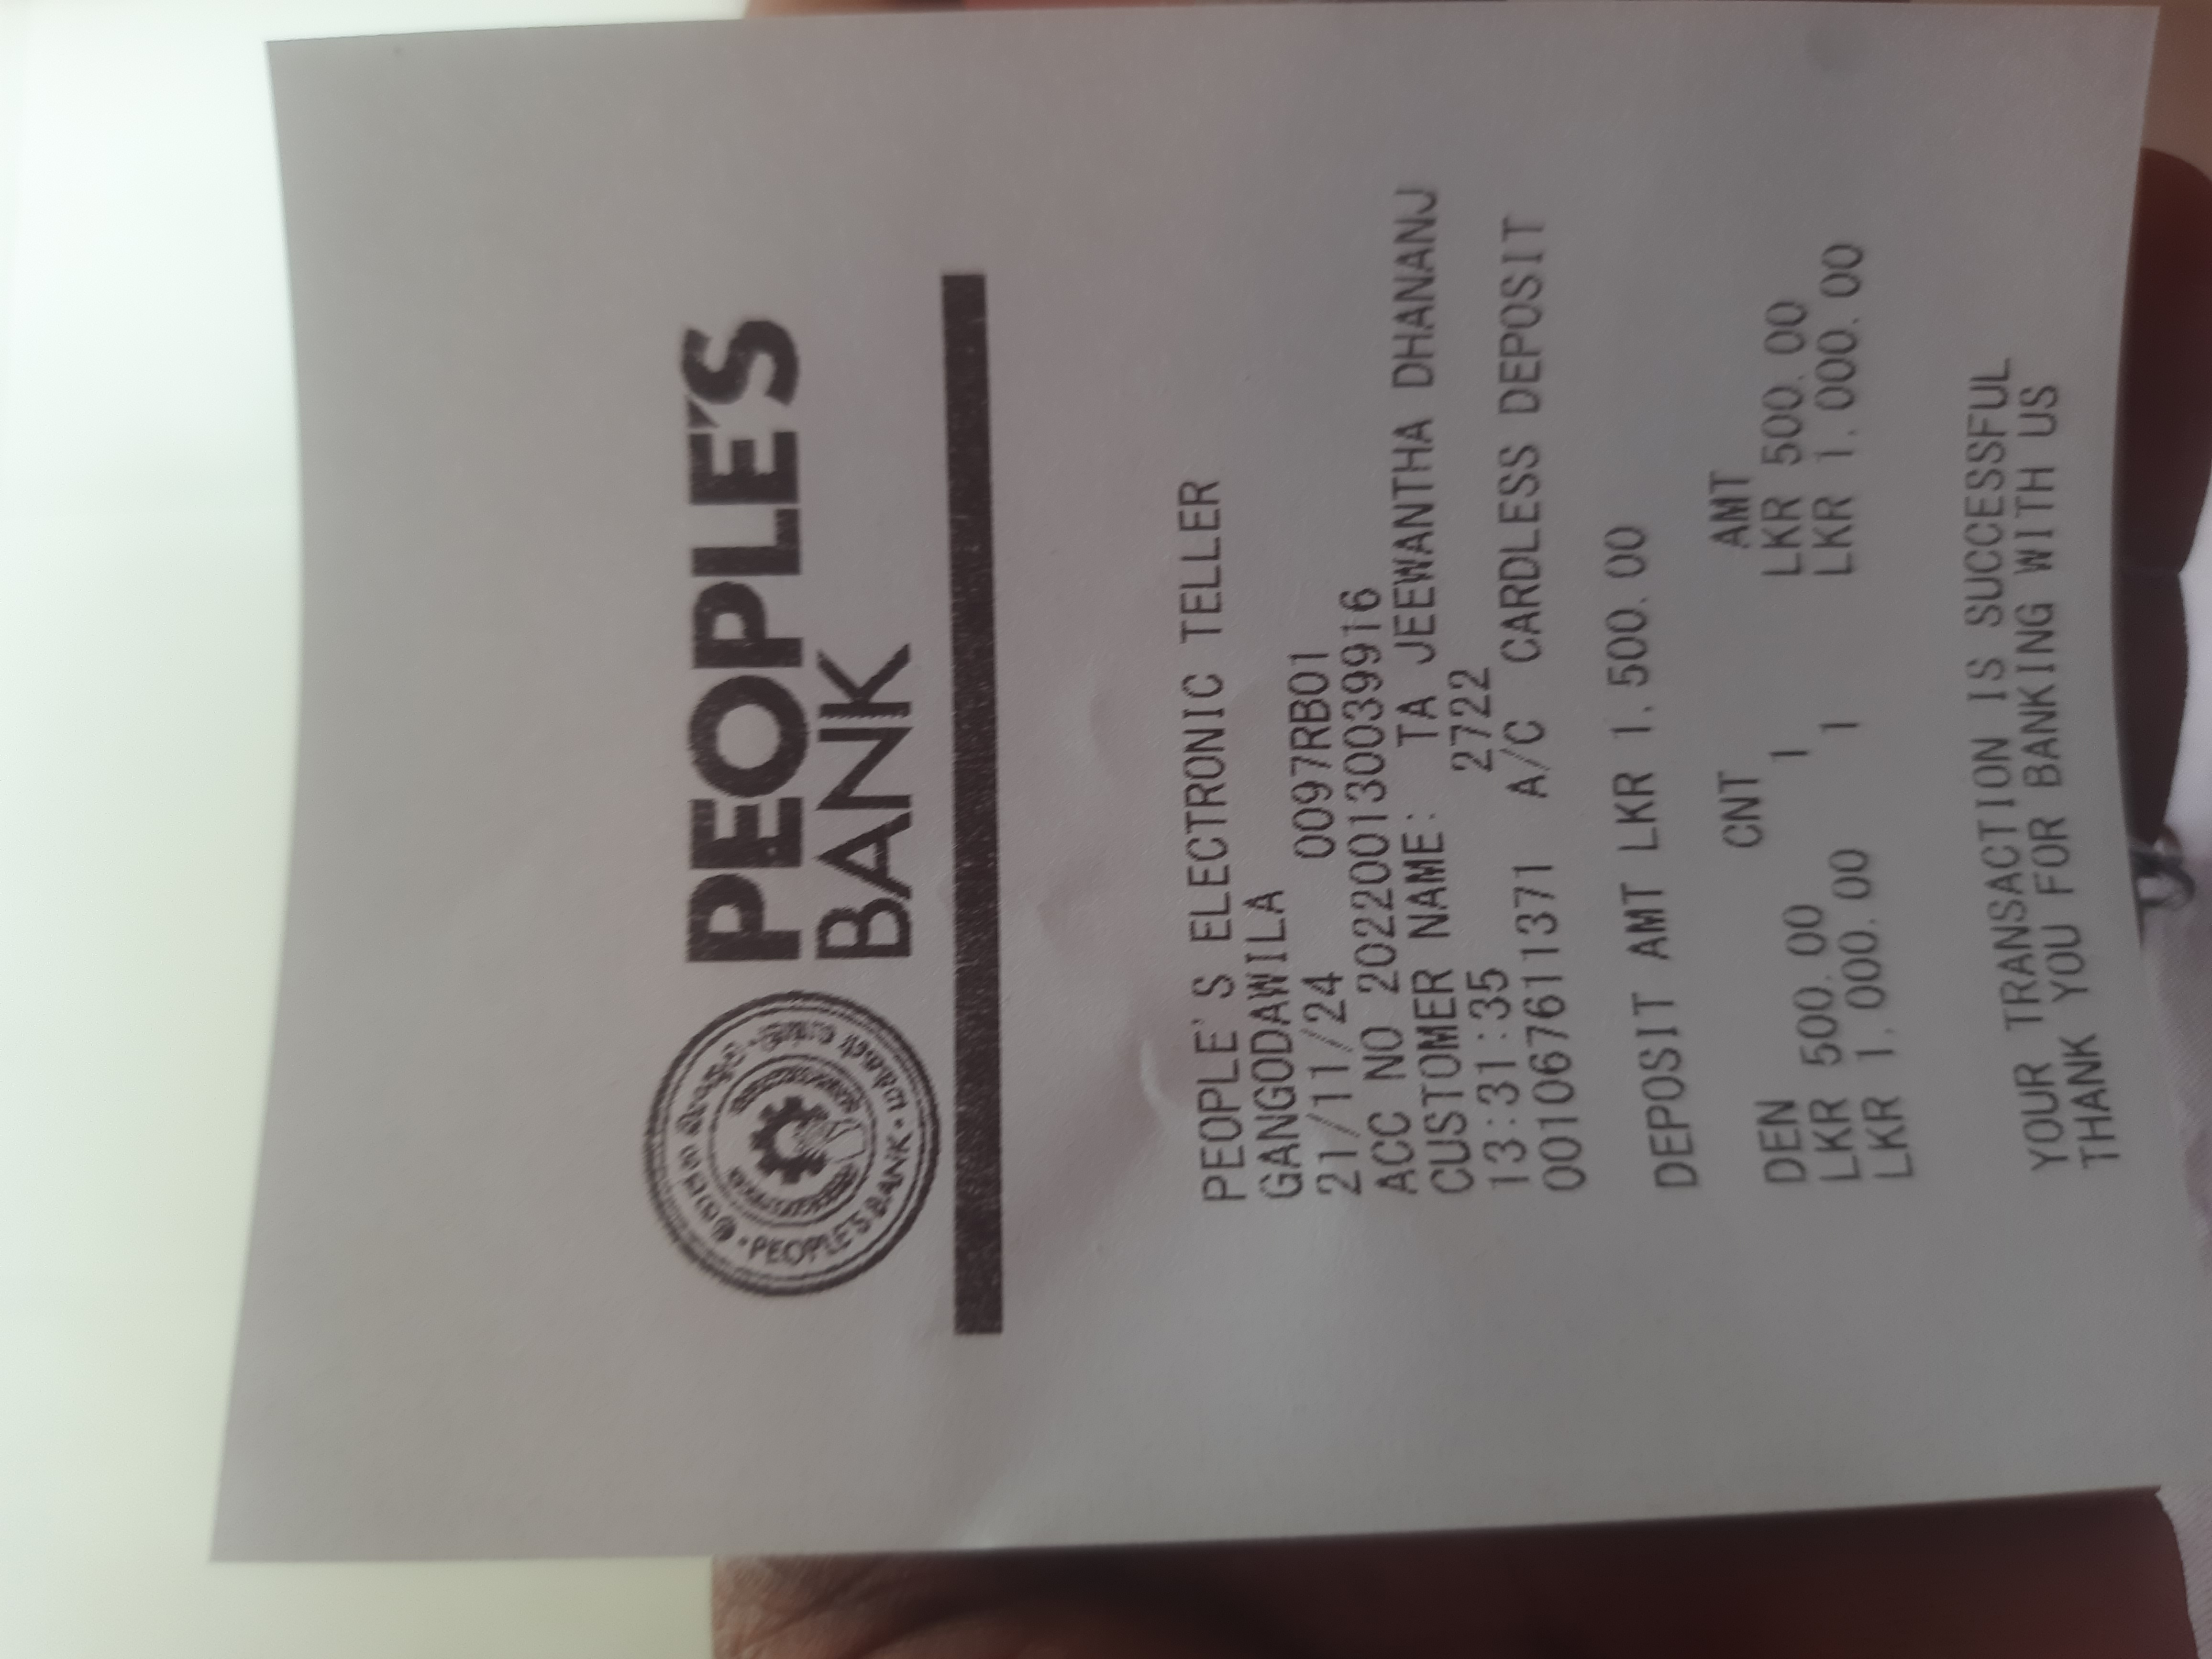 PEOPLE'S
BANK
PEOPLE'S BANK
PEOPLE'S ELECTRONIC TELLER
GANGODAWILA
21/11/24 0097RB01
ACC NO 202200130039916
CUSTOMER NAME: TA JEEWANTHA DHANANJ
13:31:35 2722
001067611371 A/C CARDLESS DEPOSIT
DEPOSIT AMT LKR 1,500.00
DEN CNT AMT
LKR 500.00 1 LKR 500.00
LKR 1,000.00 1 LKR 1,000.00
YOUR TRANSACTION IS SUCCESSFUL
THANK YOU FOR BANKING WITH US